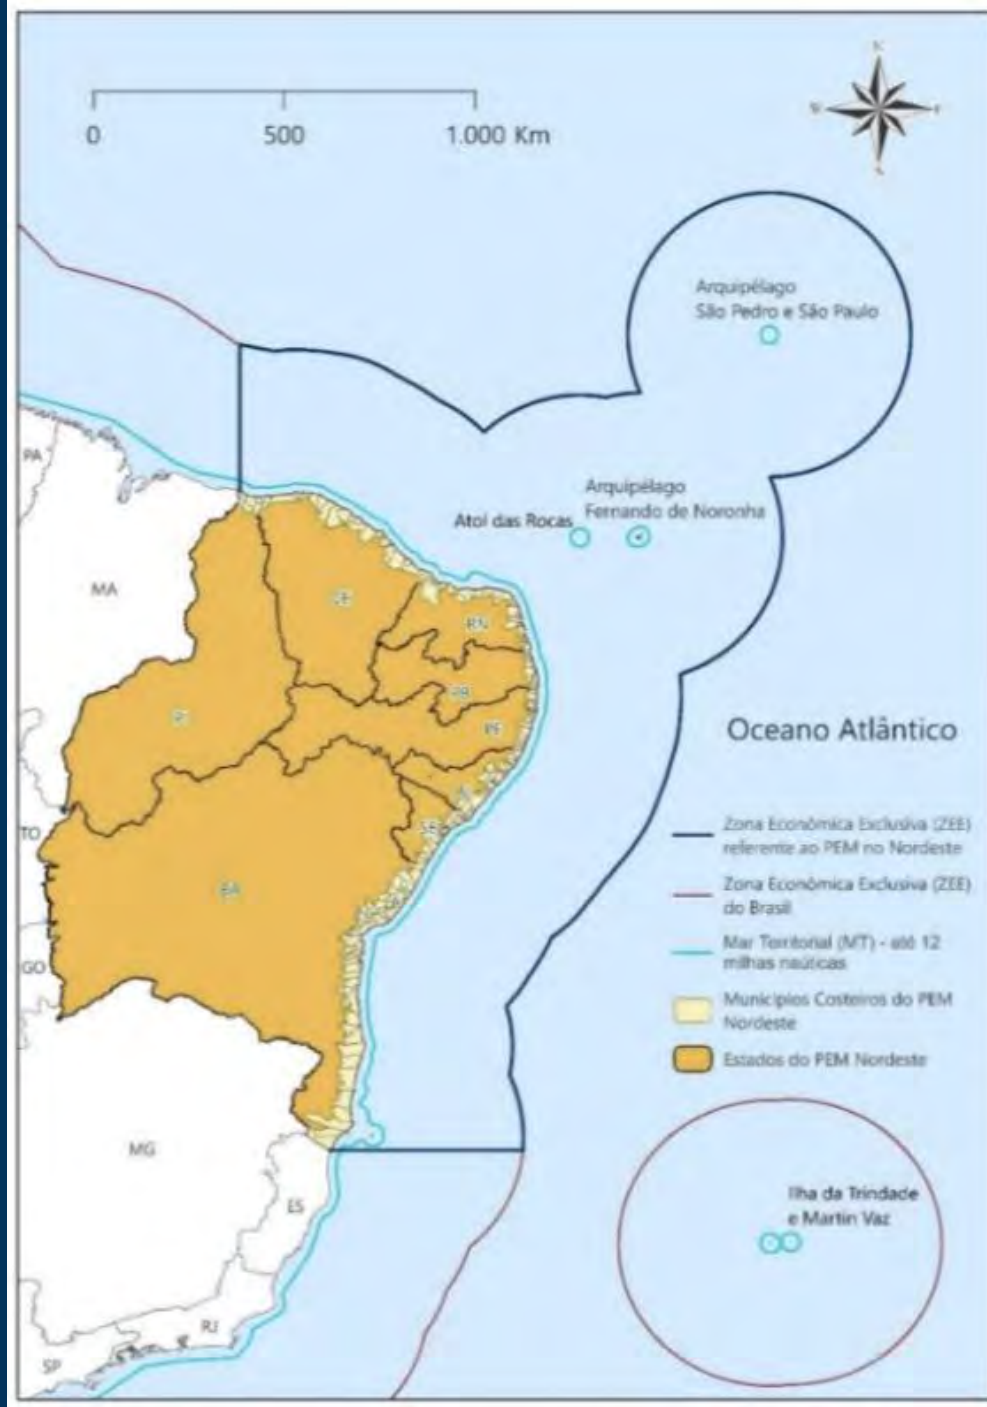 0 500 1.000 Km
Arquipélago
São Pedro e São Paulo
Arquipélago
Fernando de Noronha
Atol das Rocas
PA
MA
CE
RN
PB
PI
PE
AL
SE
TO
BA
GO
MG
ES
RJ
SP
Oceano Atlântico
Zona Econômica Exclusiva (ZEE)
referente ao PEM no Nordeste
Zona Econômica Exclusiva (ZEE)
do Brasil
Mar Territorial (MT) - até 12
milhas naúticas
Municípios Costeiros do PEM
Nordeste
Estados do PEM Nordeste
Ilha da Trindade
e Martin Vaz